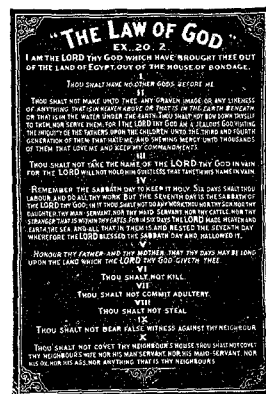 "THE LAW OF GOD"
EX. 20. 2.
I AM THE LORD THY GOD WHICH HAVE BROUGHT THEE OUT
OF THE LAND OF EGYPT, OUT OF THE HOUSE OF BONDAGE.
I
THOU SHALT HAVE NO OTHER GODS BEFORE ME
II
THOU SHALT NOT MAKE UNTO THEE ANY GRAVEN IMAGE OR ANY LIKENESS
OF ANYTHING THAT IS IN HEAVEN ABOVE OR THAT IS IN THE EARTH BENEATH
OR THAT IS IN THE WATER UNDER THE EARTH. THOU SHALT NOT BOW DOWN THYSELF
TO THEM, NOR SERVE THEM, FOR I THE LORD THY GOD AM A JEALOUS GOD VISITING
THE INIQUITY OF THE FATHERS UPON THE CHILDREN UNTO THE THIRD AND FOURTH
GENERATION OF THEM THAT HATE ME; AND SHEWING MERCY UNTO THOUSANDS
OF THEM THAT LOVE ME AND KEEP MY COMMANDMENTS
III
THOU SHALT NOT TAKE THE NAME OF THE LORD THY GOD IN VAIN
FOR THE LORD WILL NOT HOLD HIM GUILTLESS THAT TAKETH HIS NAME IN VAIN.
IV
REMEMBER THE SABBATH DAY TO KEEP IT HOLY. SIX DAYS SHALT THOU
LABOUR, AND DO ALL THY WORK BUT THE SEVENTH DAY IS THE SABBATH OF
THE LORD THY GOD; IN IT THOU SHALT NOT DO ANY WORK THOU NOR THY SON NOR THY
DAUGHTER, THY MAN-SERVANT, NOR THY MAID-SERVANT, NOR THY CATTLE, NOR THY
STRANGER THAT IS WITHIN THY GATES. FOR IN SIX DAYS THE LORD MADE HEAVEN AND
EARTH, THE SEA, AND ALL THAT IN THEM IS AND RESTED THE SEVENTH DAY
WHEREFORE THE LORD BLESSED THE SABBATH DAY AND HALLOWED IT.
V
HONOUR THY FATHER AND THY MOTHER THAT THY DAYS MAY BE LONG
UPON THE LAND WHICH THE LORD THY GOD GIVETH THEE.
VI
THOU SHALT NOT KILL
VII
THOU SHALT NOT COMMIT ADULTERY.
VIII
THOU SHALT NOT STEAL
IX
THOU SHALT NOT BEAR FALSE WITNESS AGAINST THY NEIGHBOUR
X
THOU SHALT NOT COVET THY NEIGHBOUR'S HOUSE THOU SHALT NOT COVET
THY NEIGHBOUR'S WIFE NOR HIS MAN SERVANT, NOR HIS MAID-SERVANT, NOR
HIS OX, NOR HIS ASS, NOR ANYTHING THAT IS THY NEIGHBOUR'S